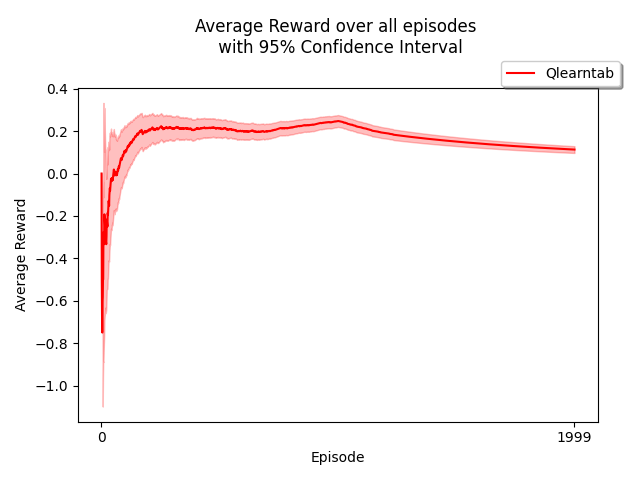 Average Reward over all episodes
with 95% Confidence Interval
Qlearntab
0.4
0.2
0.0
−0.2
−0.4
−0.6
−0.8
−1.0
Average Reward
0
1999
Episode